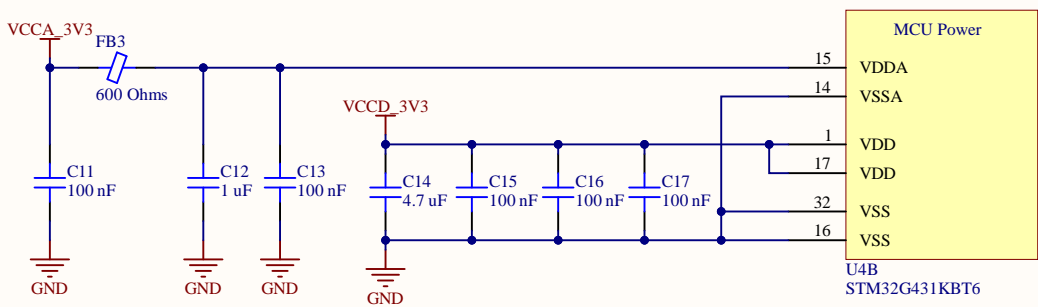 MCU Power
VCCA_3V3
FB3
600 Ohms
15
VDDA
14
VSSA
VCCD_3V3
1
VDD
17
VDD
C11
100 nF
C12
1 uF
C13
100 nF
C14
4.7 uF
C15
100 nF
C16
100 nF
C17
100 nF
32
VSS
16
VSS
GND
GND
GND
GND
U4B
STM32G431KBT6